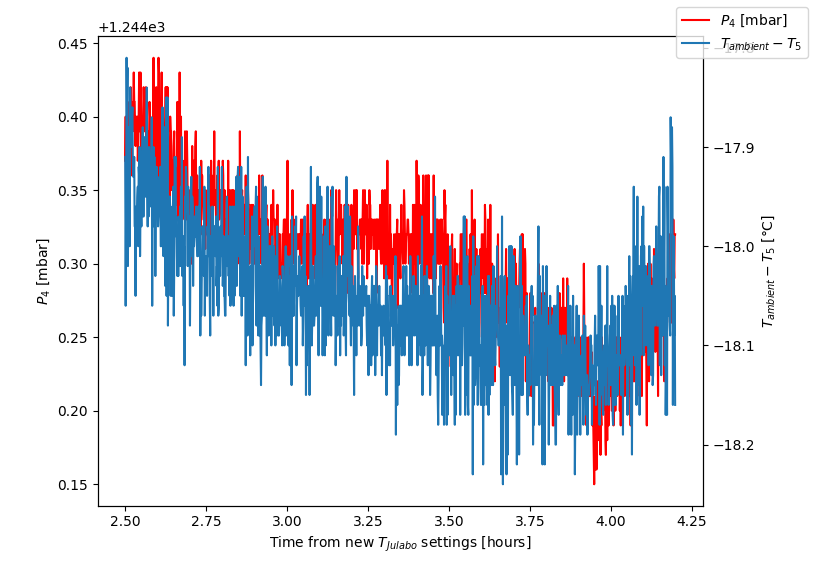 +1.244e3
P4 [mbar]
Tambient − T5
0.45
0.40
0.35
0.30
0.25
0.20
0.15
P4 [mbar]
−17.9
−18.0
−18.1
−18.2
Tambient − T5 [°C]
2.50 2.75 3.00 3.25 3.50 3.75 4.00 4.25
Time from new TJulabo settings [hours]